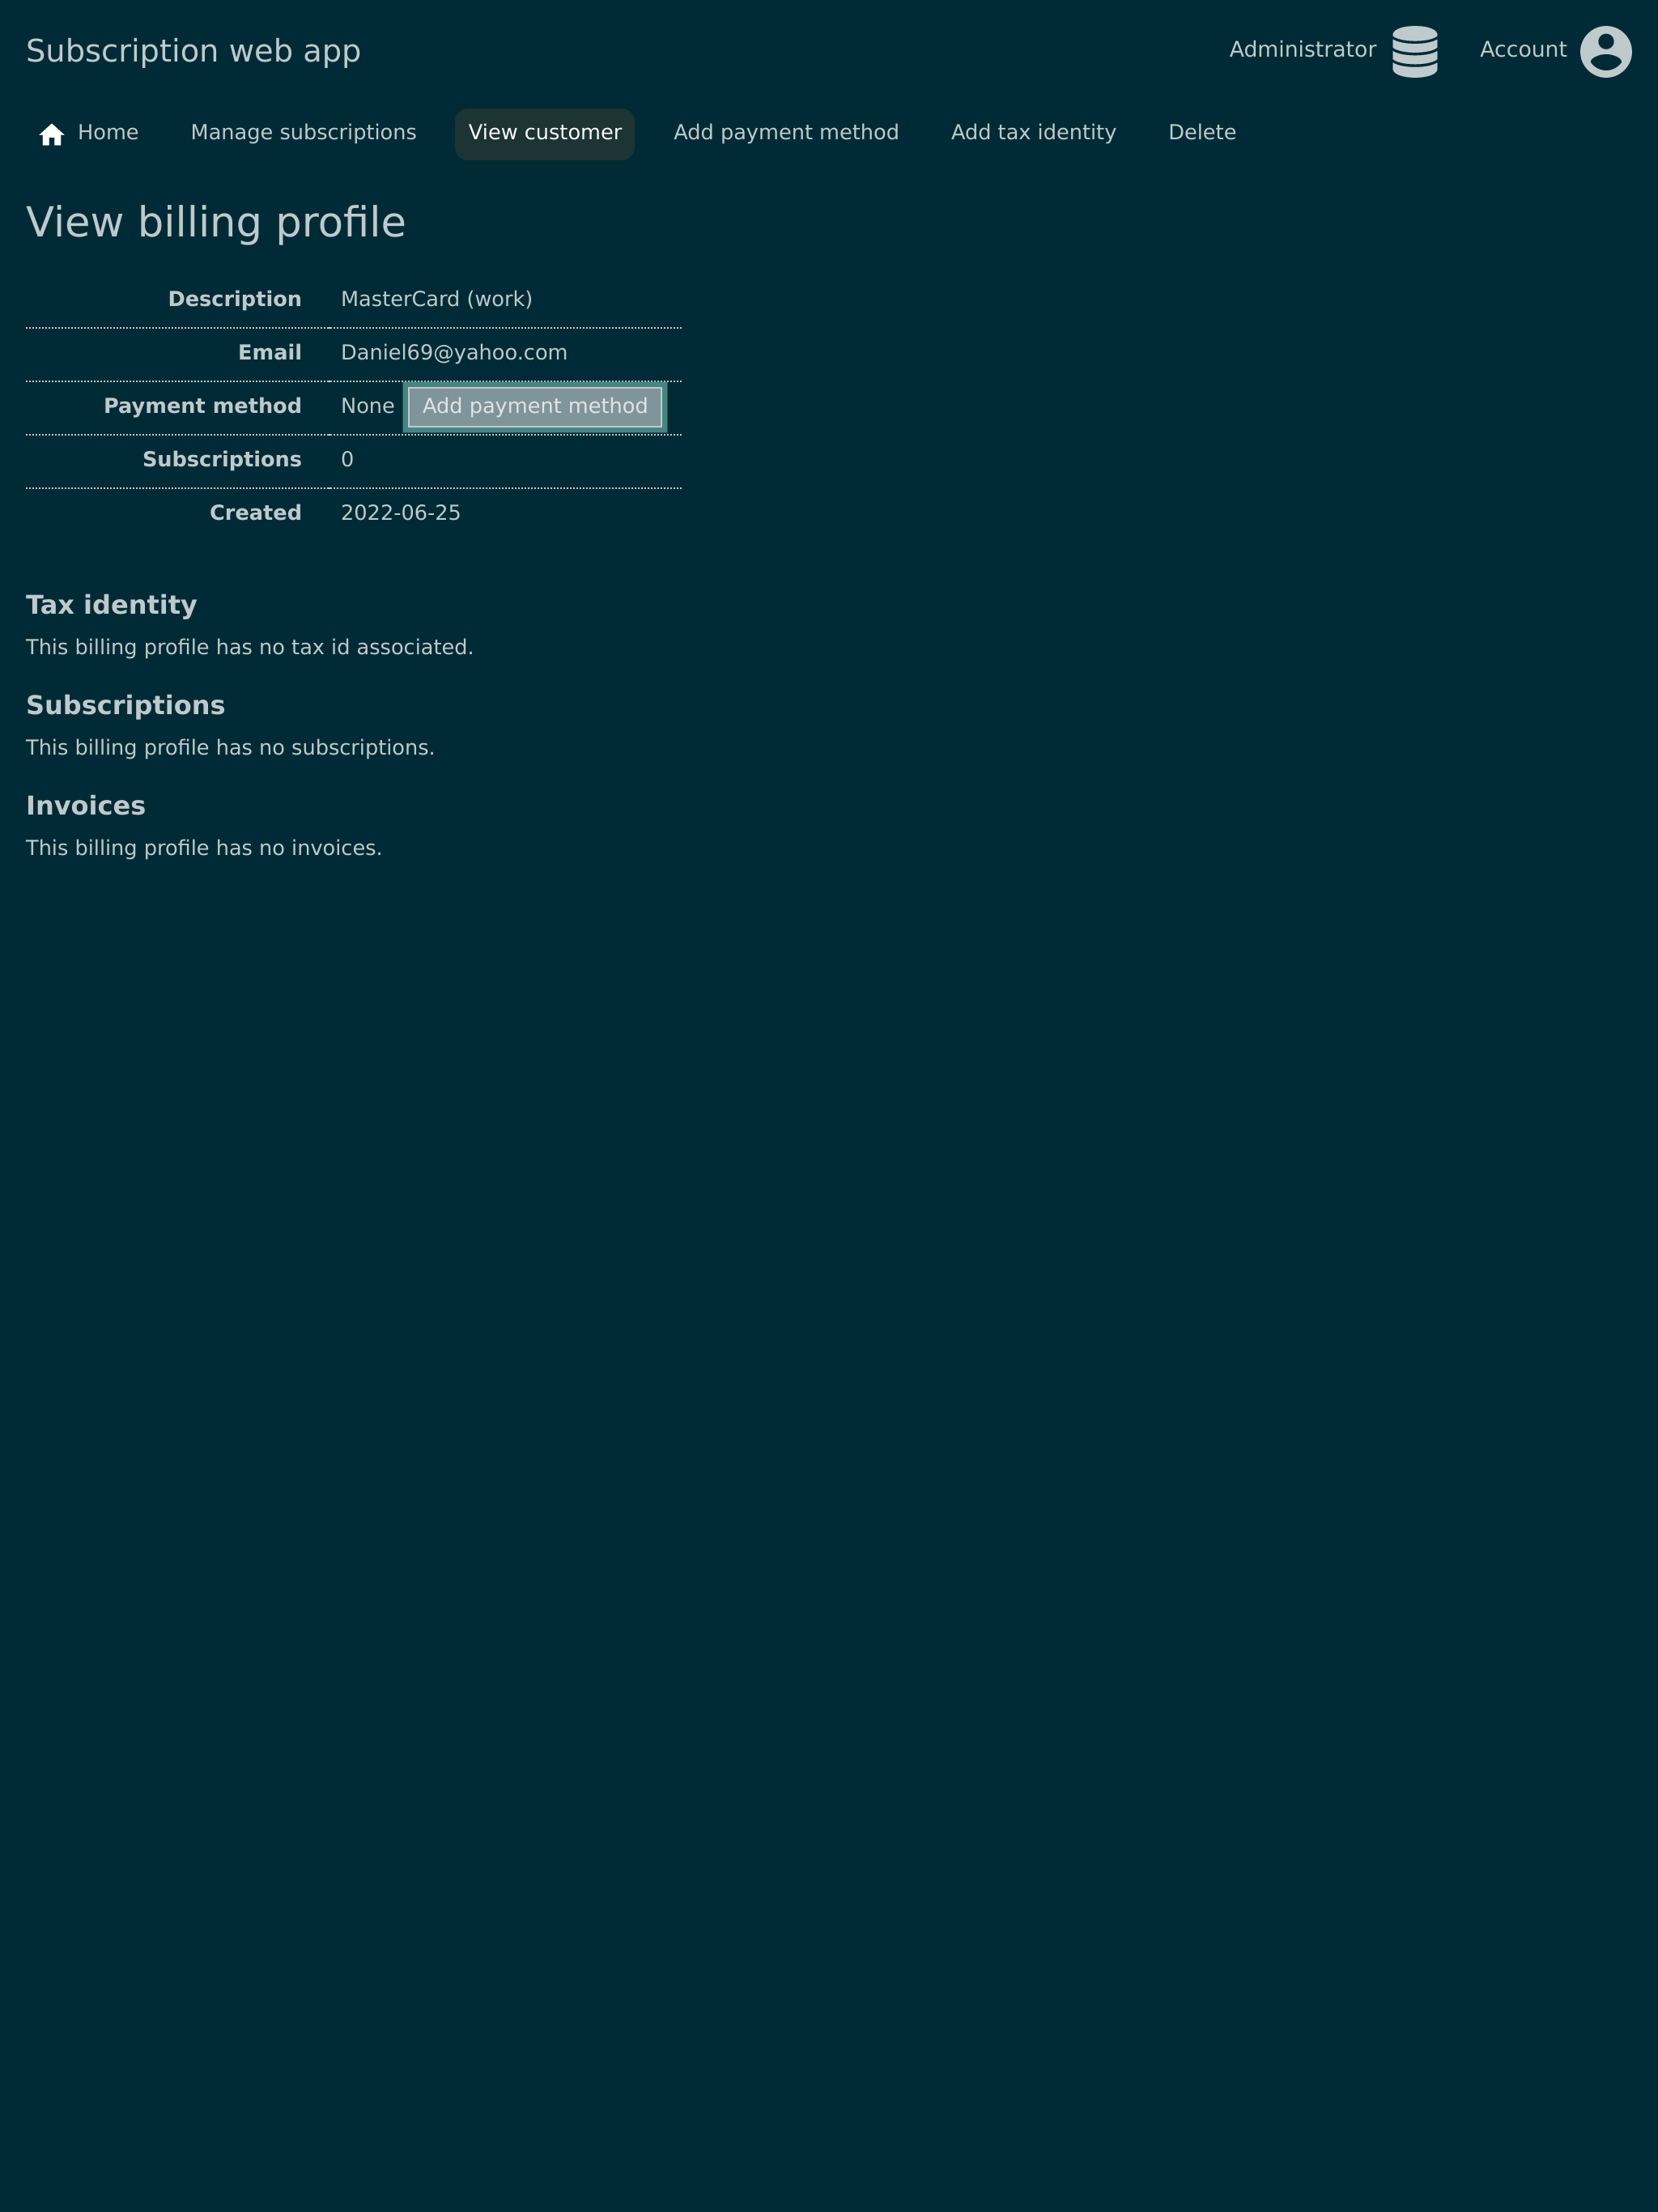 Subscription web app Administrator Account
Home Manage subscriptions View customer Add payment method Add tax identity Delete
View billing profile
Description MasterCard (work)
Email Daniel69@yahoo.com
Payment method None Add payment method
Subscriptions 0
Created 2022-06-25
Tax identity
This billing profile has no tax id associated.
Subscriptions
This billing profile has no subscriptions.
Invoices
This billing profile has no invoices.